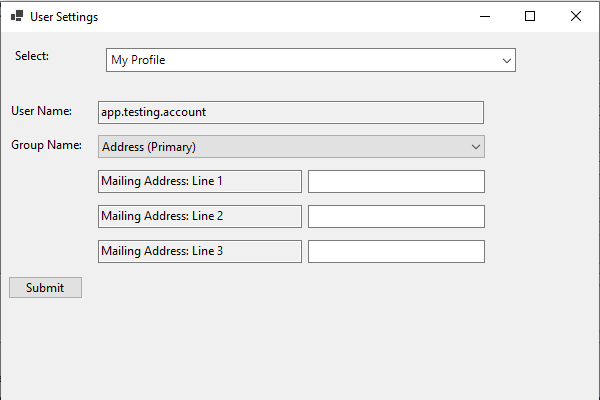 User Settings
Select: My Profile
User Name: app.testing.account
Group Name: Address (Primary)
Mailing Address: Line 1
Mailing Address: Line 2
Mailing Address: Line 3
Submit